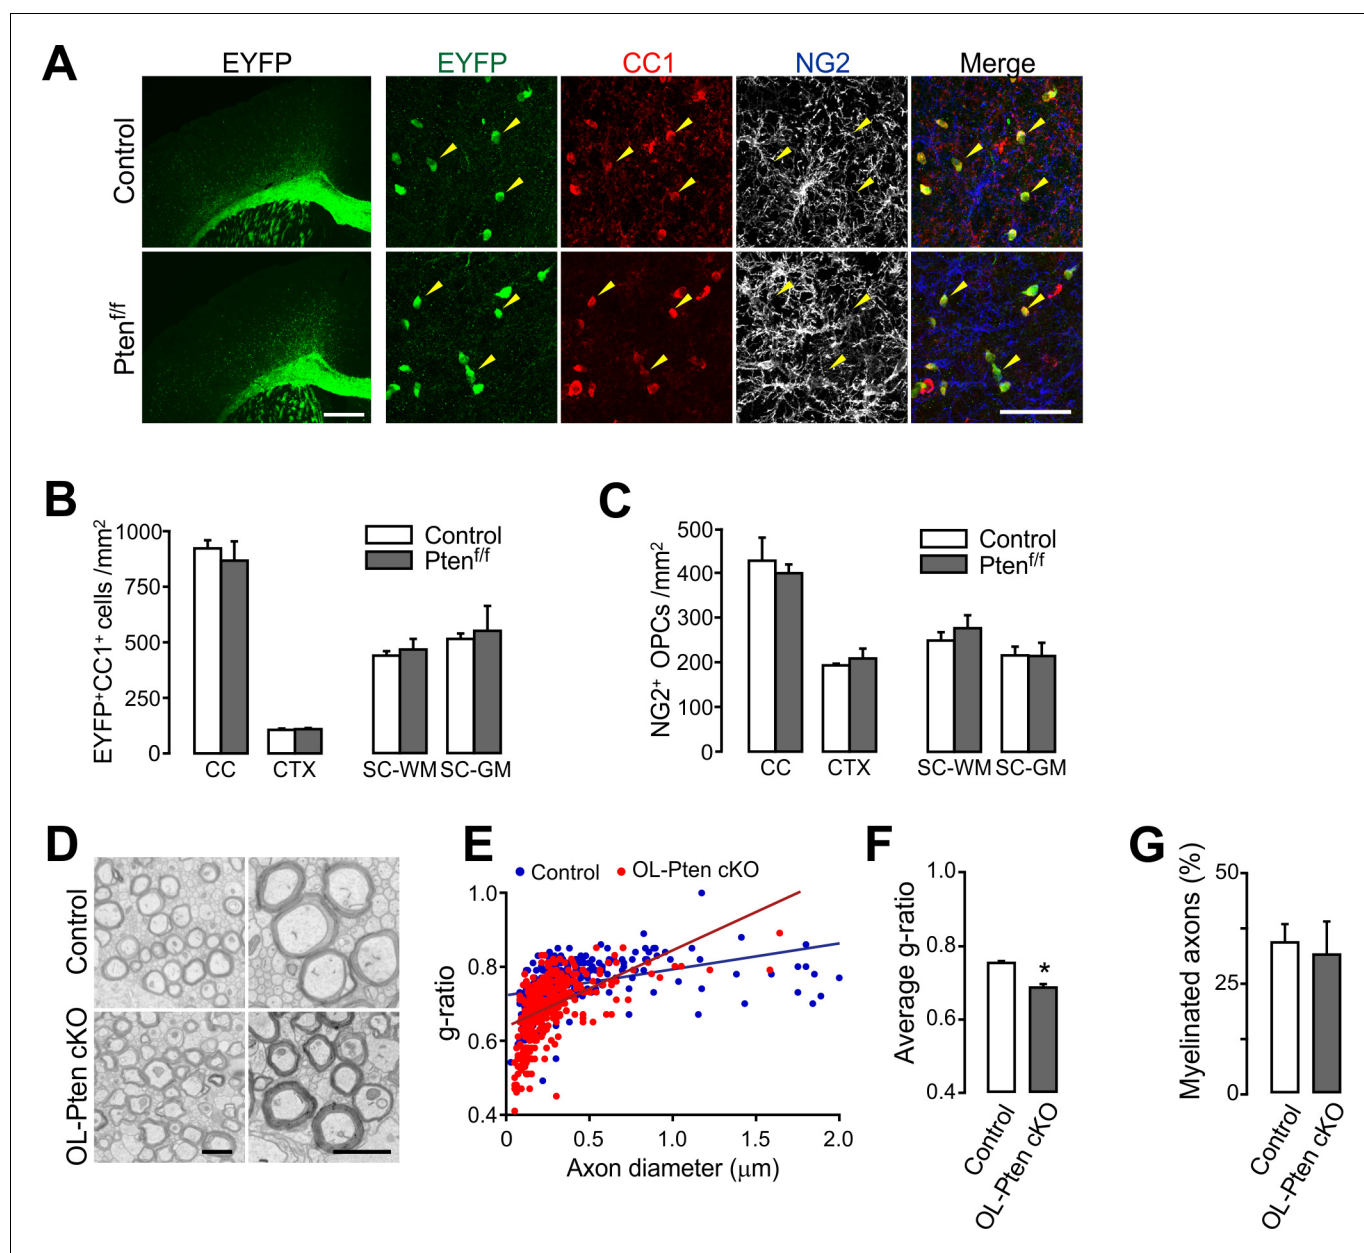 A
EYFP EYFP CC1 NG2 Merge
Control
Pten^f/f
B
EYFP⁺CC1⁺ cells /mm²
1000
750
500
250
0
Control
Pten^f/f
CC CTX SC-WM SC-GM
C
NG2⁺ OPCs /mm²
500
400
300
200
100
0
Control
Pten^f/f
CC CTX SC-WM SC-GM
D
Control
OL-Pten cKO
E
Control OL-Pten cKO
g-ratio
1.0
0.8
0.6
0.4
0 0.5 1.0 1.5 2.0
Axon diameter (μm)
F
Average g-ratio
1.0
0.8
0.6
0.4
*
Control
OL-Pten cKO
G
Myelinated axons (%)
50
25
0
Control
OL-Pten cKO